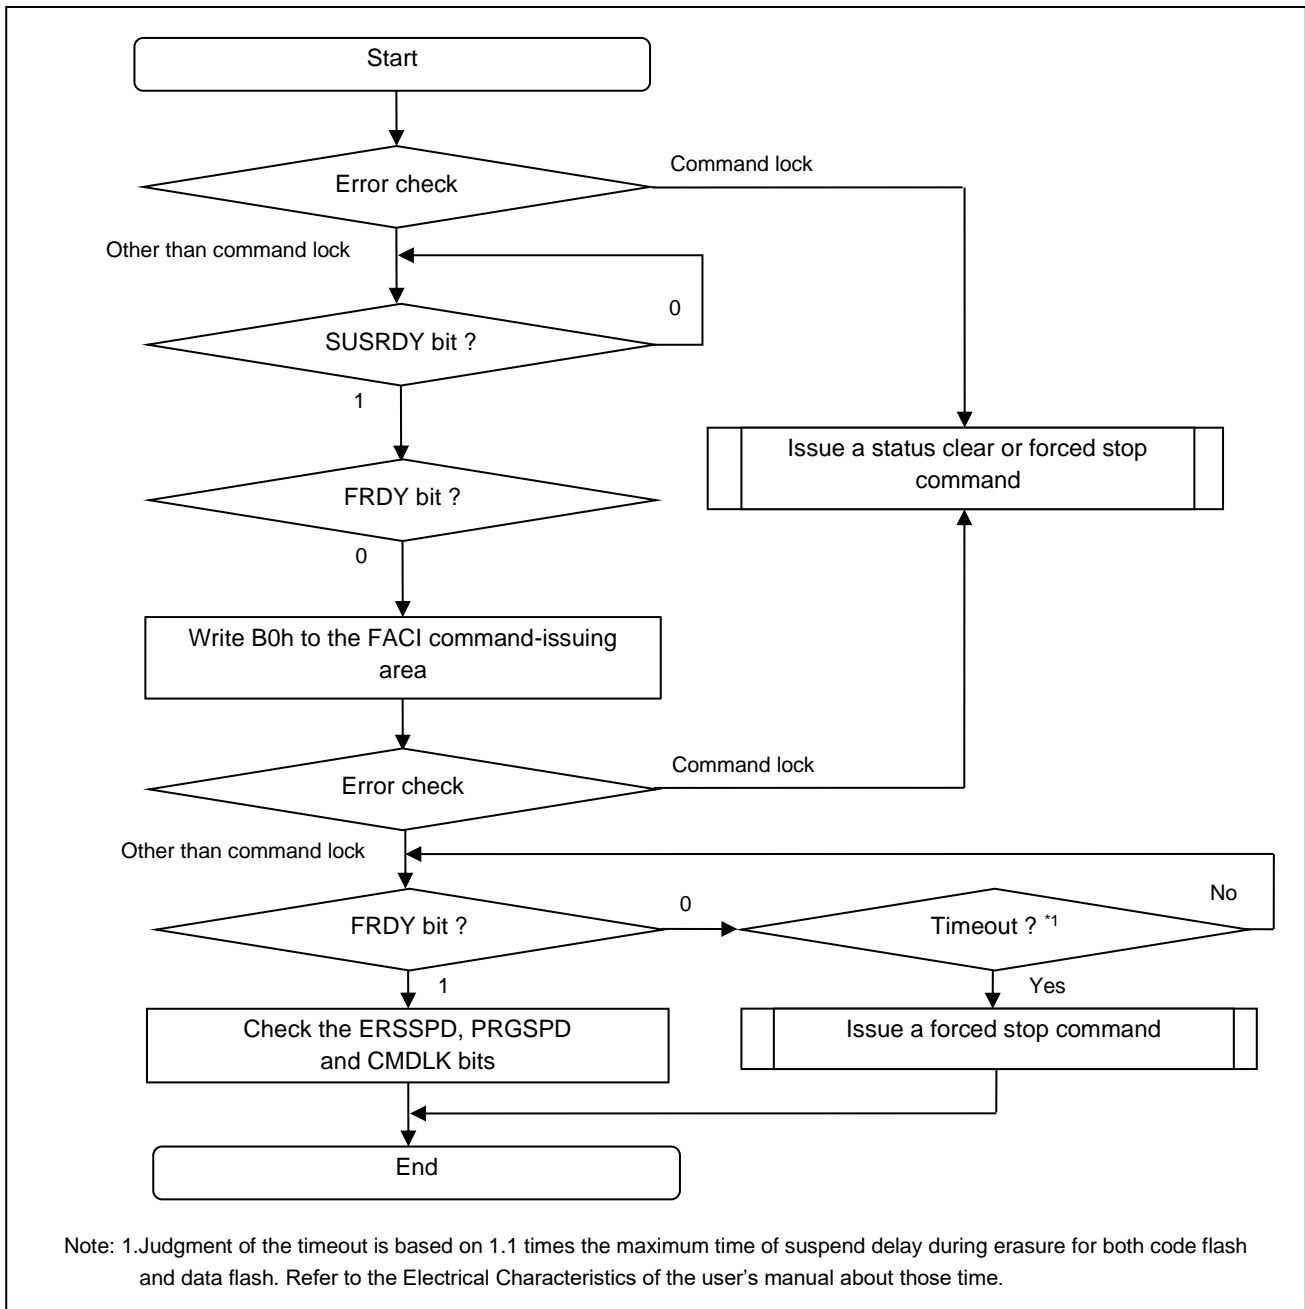 Start
Error check
Command lock
Other than command lock
0
SUSRDY bit ?
1
Issue a status clear or forced stop
command
FRDY bit ?
0
Write B0h to the FACI command-issuing
area
Error check
Command lock
Other than command lock
FRDY bit ?
0
Timeout ? *1
No
1
Yes
Check the ERSSPD, PRGSPD
and CMDLK bits
Issue a forced stop command
End
Note: 1.Judgment of the timeout is based on 1.1 times the maximum time of suspend delay during erasure for both code flash
and data flash. Refer to the Electrical Characteristics of the user’s manual about those time.